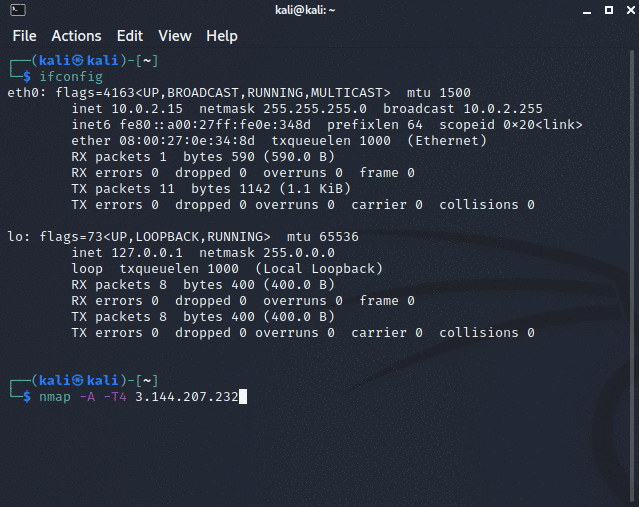 kali@kali: ~
File Actions Edit View Help
┌──(kali㉿kali)-[~]
└─$ ifconfig
eth0: flags=4163<UP,BROADCAST,RUNNING,MULTICAST>  mtu 1500
        inet 10.0.2.15  netmask 255.255.255.0  broadcast 10.0.2.255
        inet6 fe80::a00:27ff:fe0e:348d  prefixlen 64  scopeid 0×20<link>
        ether 08:00:27:0e:34:8d  txqueuelen 1000  (Ethernet)
        RX packets 1  bytes 590 (590.0 B)
        RX errors 0  dropped 0  overruns 0  frame 0
        TX packets 11  bytes 1142 (1.1 KiB)
        TX errors 0  dropped 0 overruns 0  carrier 0  collisions 0
lo: flags=73<UP,LOOPBACK,RUNNING>  mtu 65536
        inet 127.0.0.1  netmask 255.0.0.0
        loop  txqueuelen 1000  (Local Loopback)
        RX packets 8  bytes 400 (400.0 B)
        RX errors 0  dropped 0  overruns 0  frame 0
        TX packets 8  bytes 400 (400.0 B)
        TX errors 0  dropped 0 overruns 0  carrier 0  collisions 0
┌──(kali㉿kali)-[~]
└─$ nmap -A -T4 3.144.207.232